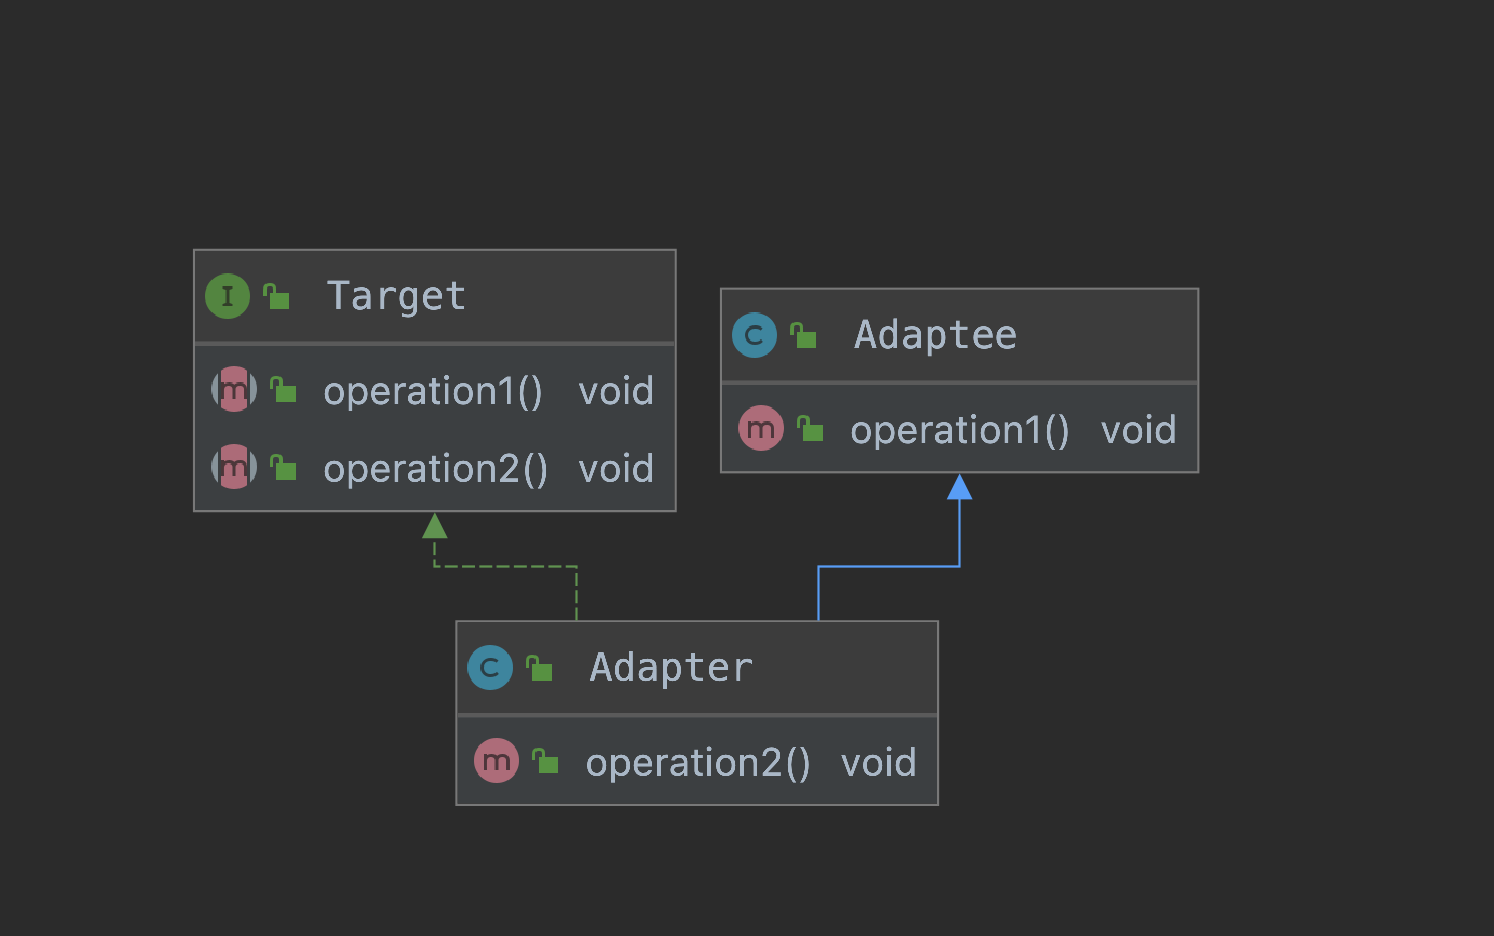 I Target
m operation1() void
m operation2() void
C Adaptee
m operation1() void
C Adapter
m operation2() void